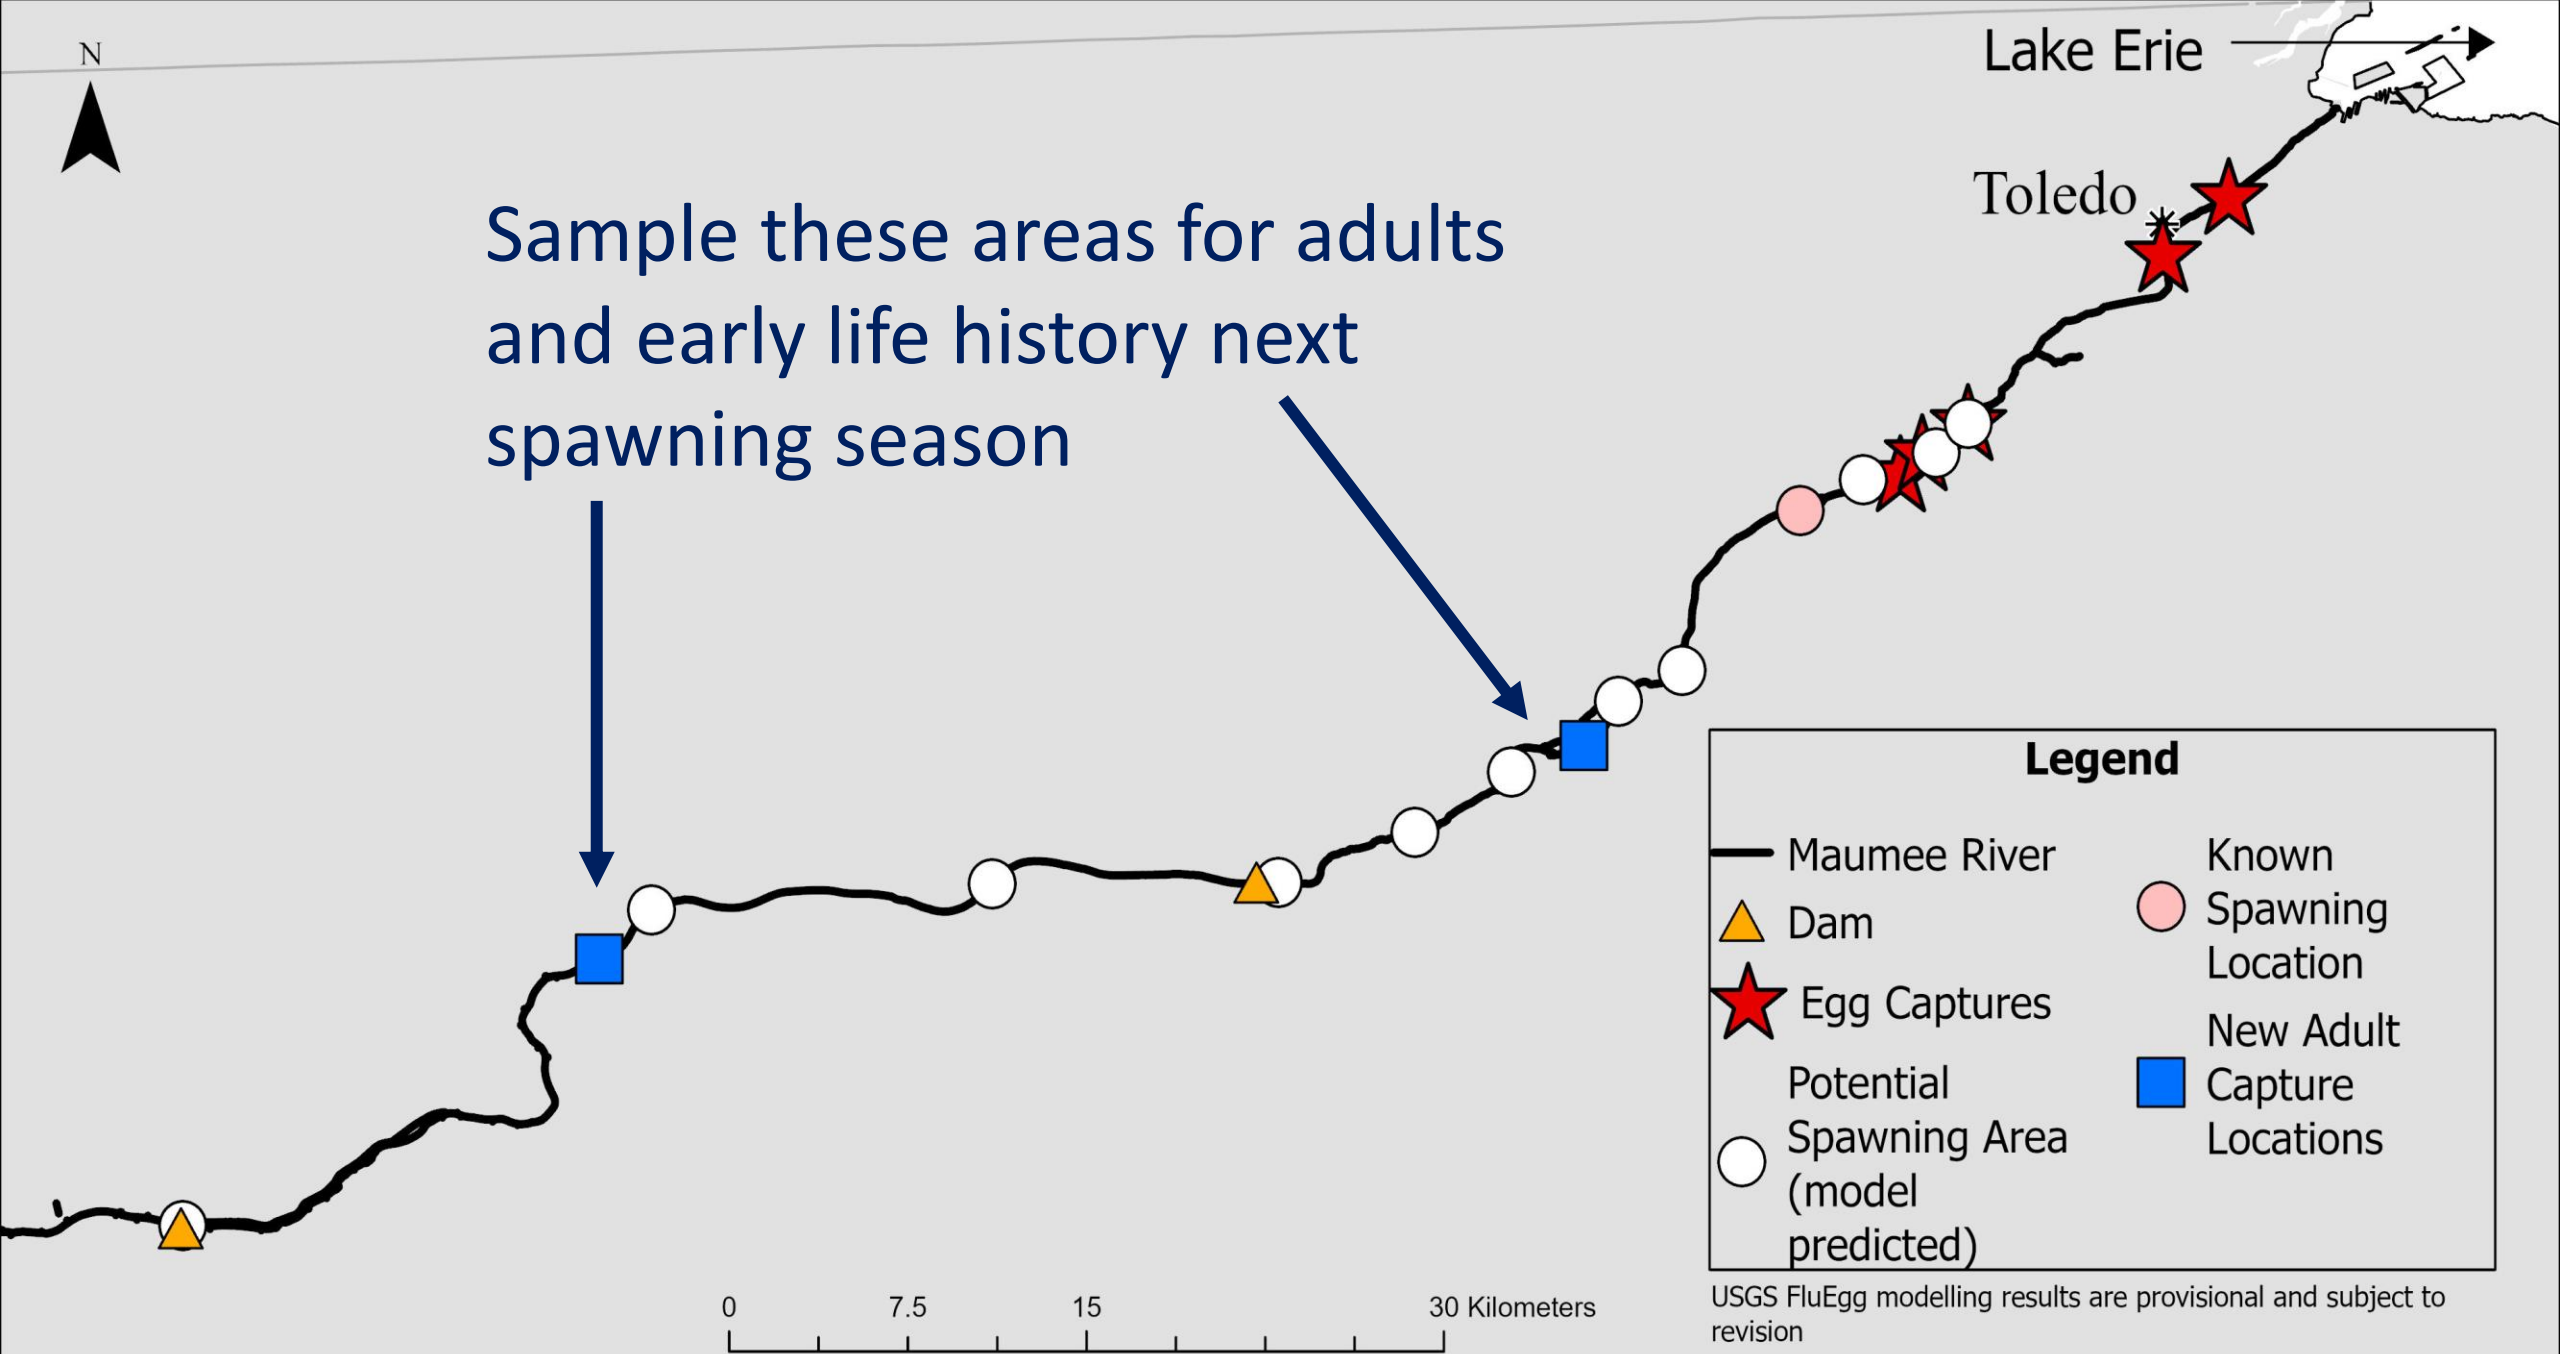 N
Lake Erie
Toledo
Sample these areas for adults
and early life history next
spawning season
Legend
Maumee River
Dam
Egg Captures
Potential
Spawning Area
(model
predicted)
Known
Spawning
Location
New Adult
Capture
Locations
0 7.5 15 30 Kilometers
USGS FluEgg modelling results are provisional and subject to
revision